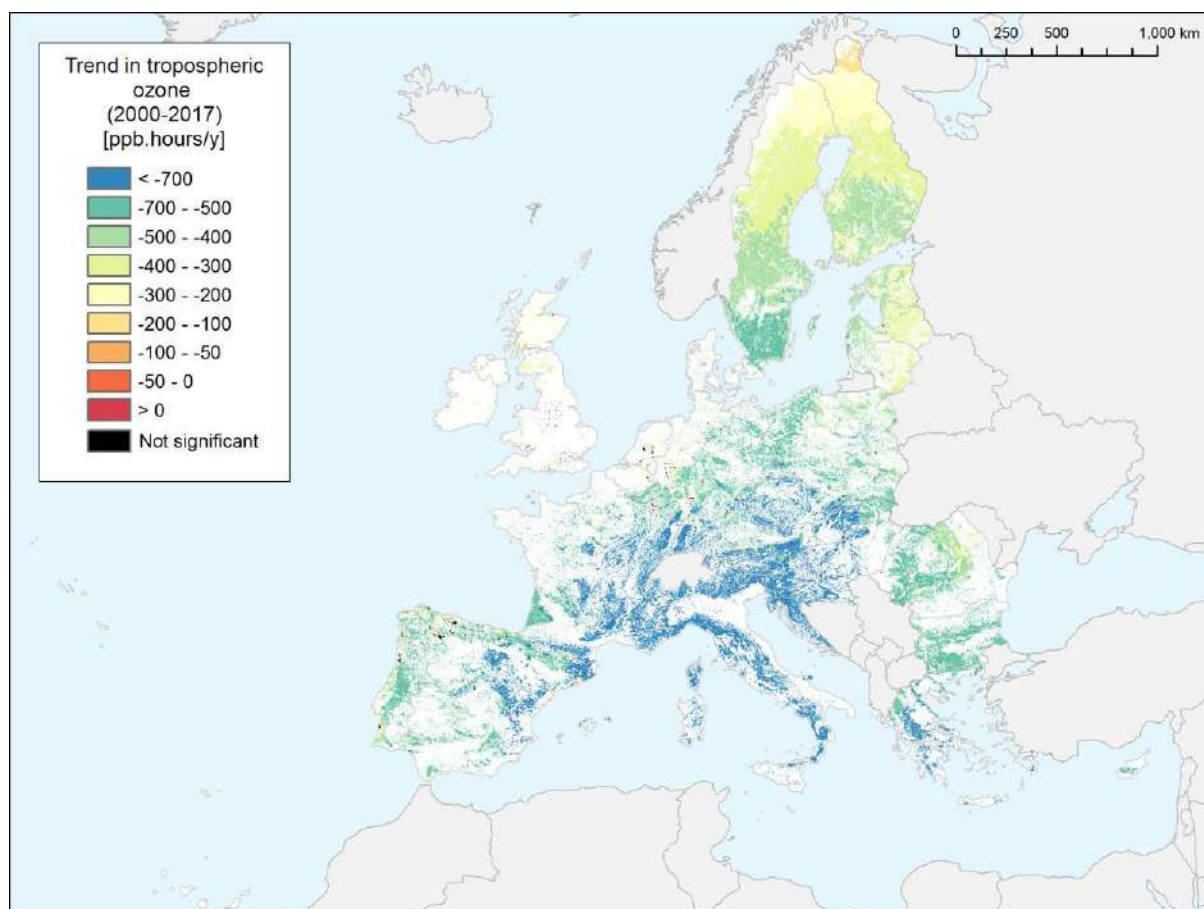 Trend in tropospheric
ozone
(2000-2017)
[ppb.hours/y]
< -700
-700 - -500
-500 - -400
-400 - -300
-300 - -200
-200 - -100
-100 - -50
-50 - 0
> 0
Not significant
0 250 500 1,000 km